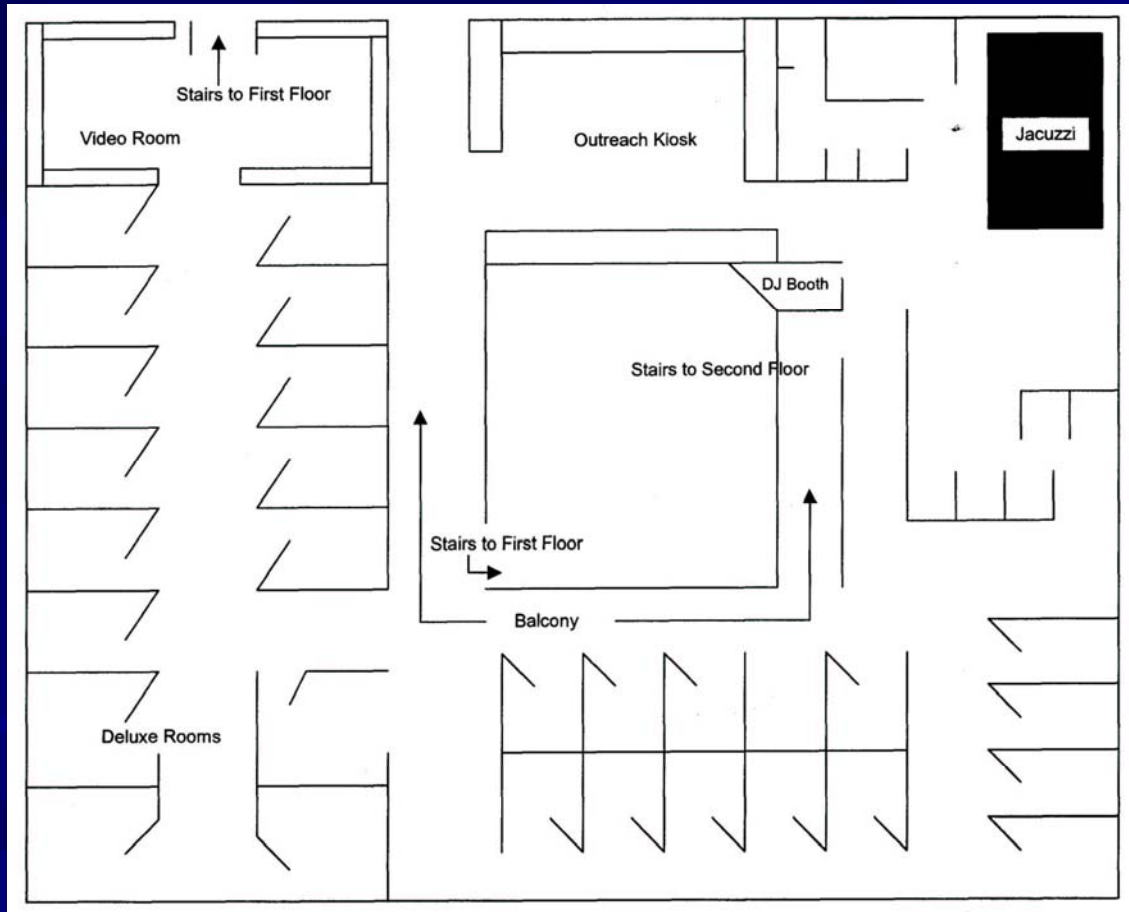 Stairs to First Floor
Video Room
Outreach Kiosk
Jacuzzi
DJ Booth
Stairs to Second Floor
Stairs to First Floor
Balcony
Deluxe Rooms